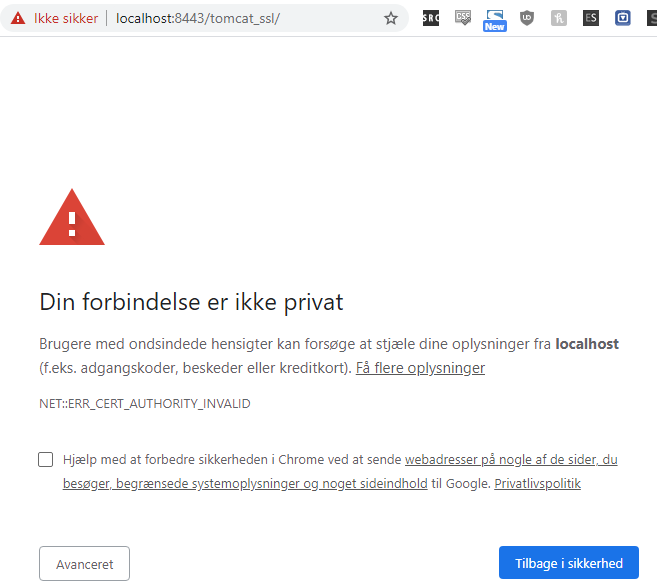 Ikke sikker localhost:8443/tomcat_ssl/ SRC CSS New UD ES
Din forbindelse er ikke privat
Brugere med ondsindede hensigter kan forsøge at stjæle dine oplysninger fra localhost
(f.eks. adgangskoder, beskeder eller kreditkort). Få flere oplysninger
NET::ERR_CERT_AUTHORITY_INVALID
Hjælp med at forbedre sikkerheden i Chrome ved at sende webadresser på nogle af de sider, du
besøger, begrænsede systemoplysninger og noget sideindhold til Google. Privatlivspolitik
Avanceret Tilbage i sikkerhed